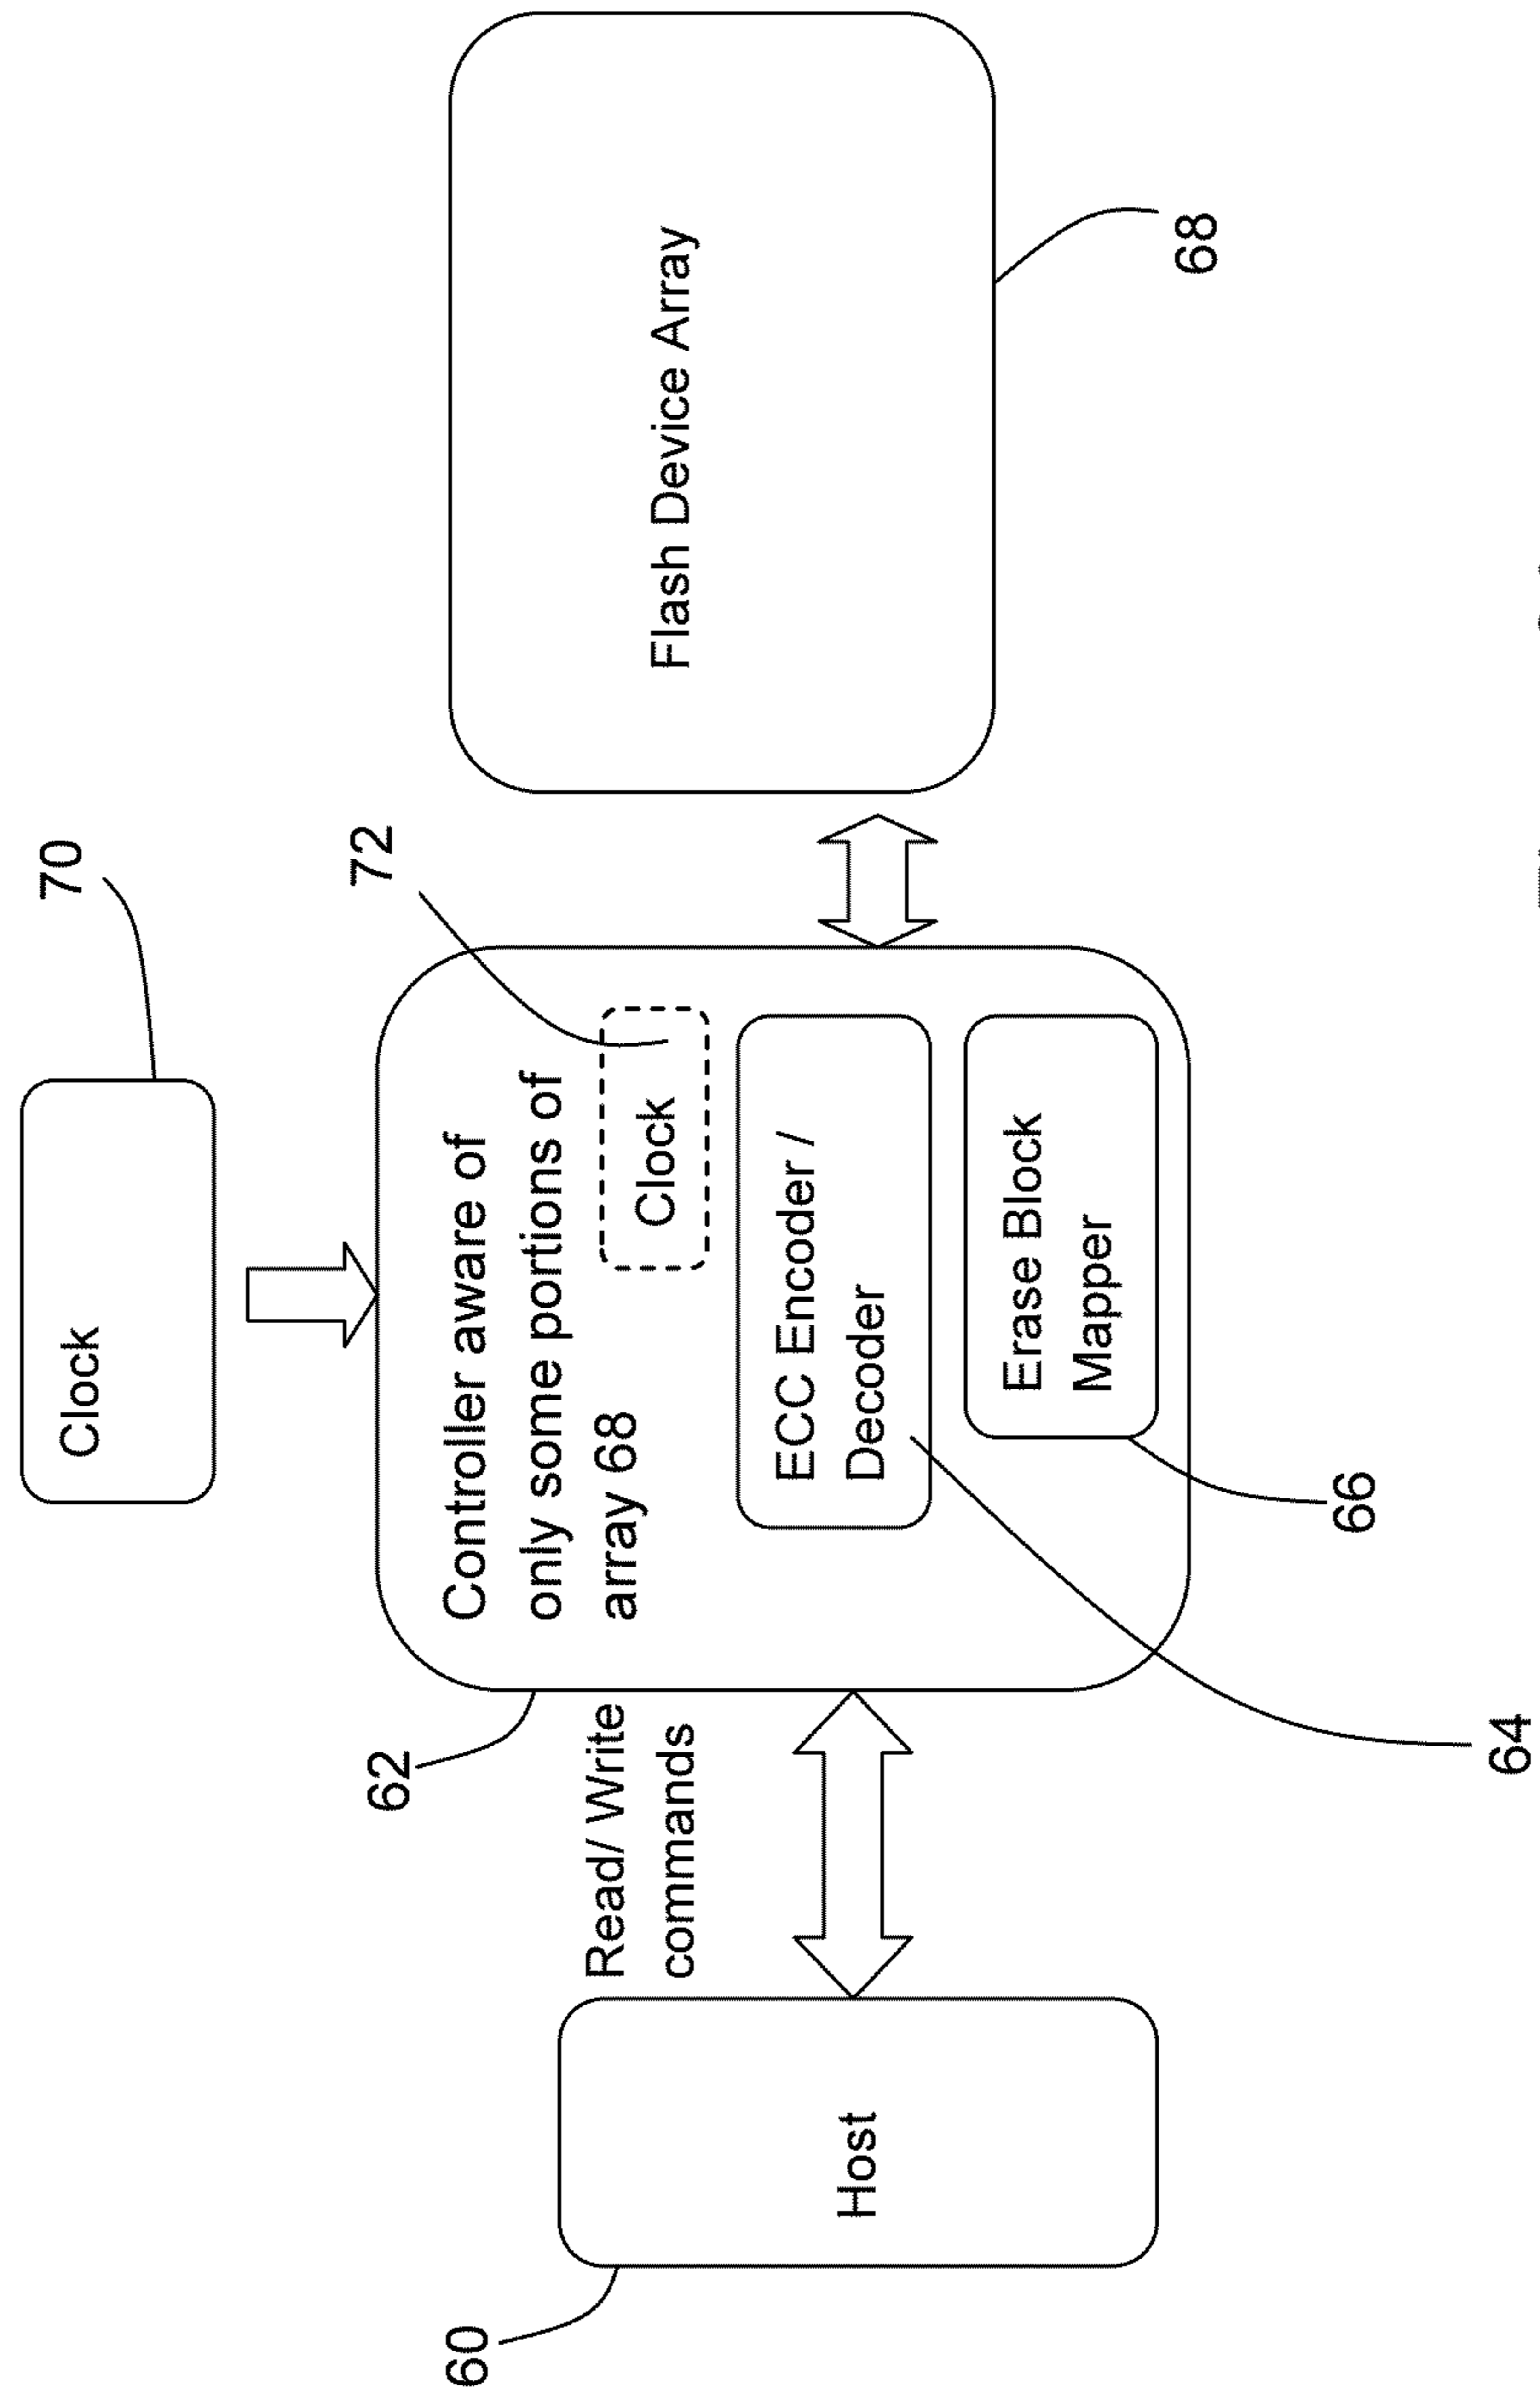 70
Clock
72
62
Controller aware of
only some portions of
array 68
Clock
ECC Encoder /
Decoder
Erase Block
Mapper
66
64
Read/ Write
commands
60
Host
Flash Device Array
68